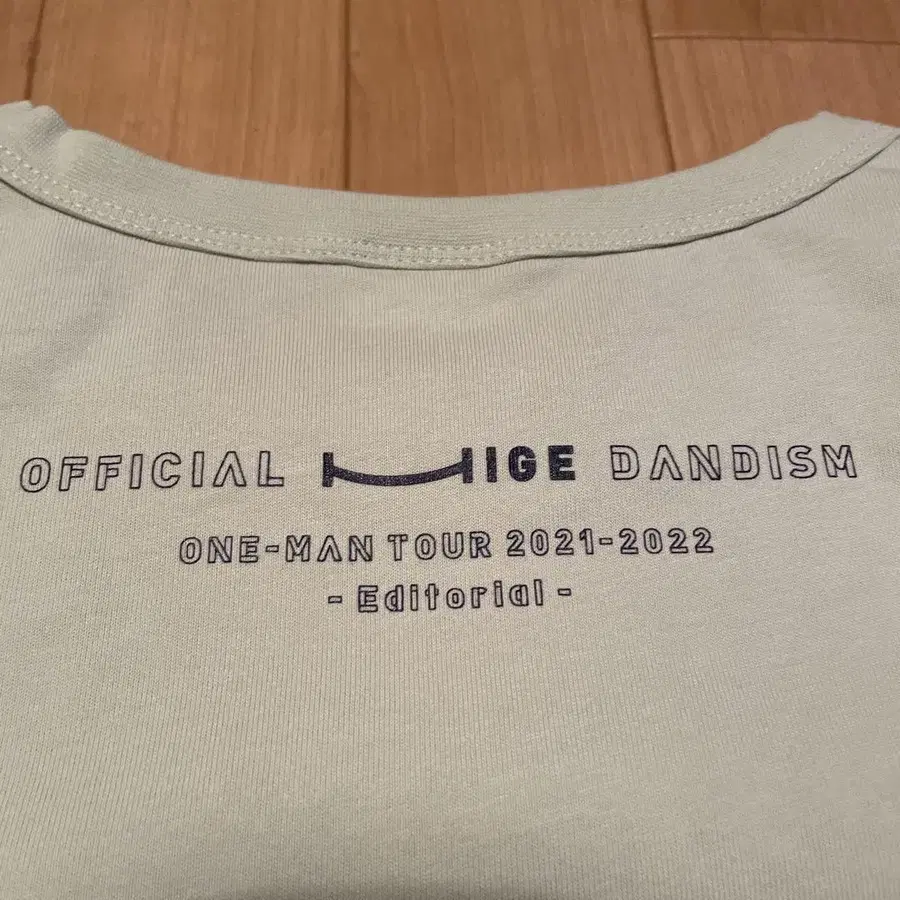 OFFICIAL HIGE DANDISM
ONE-MAN TOUR 2021-2022
- Editorial -